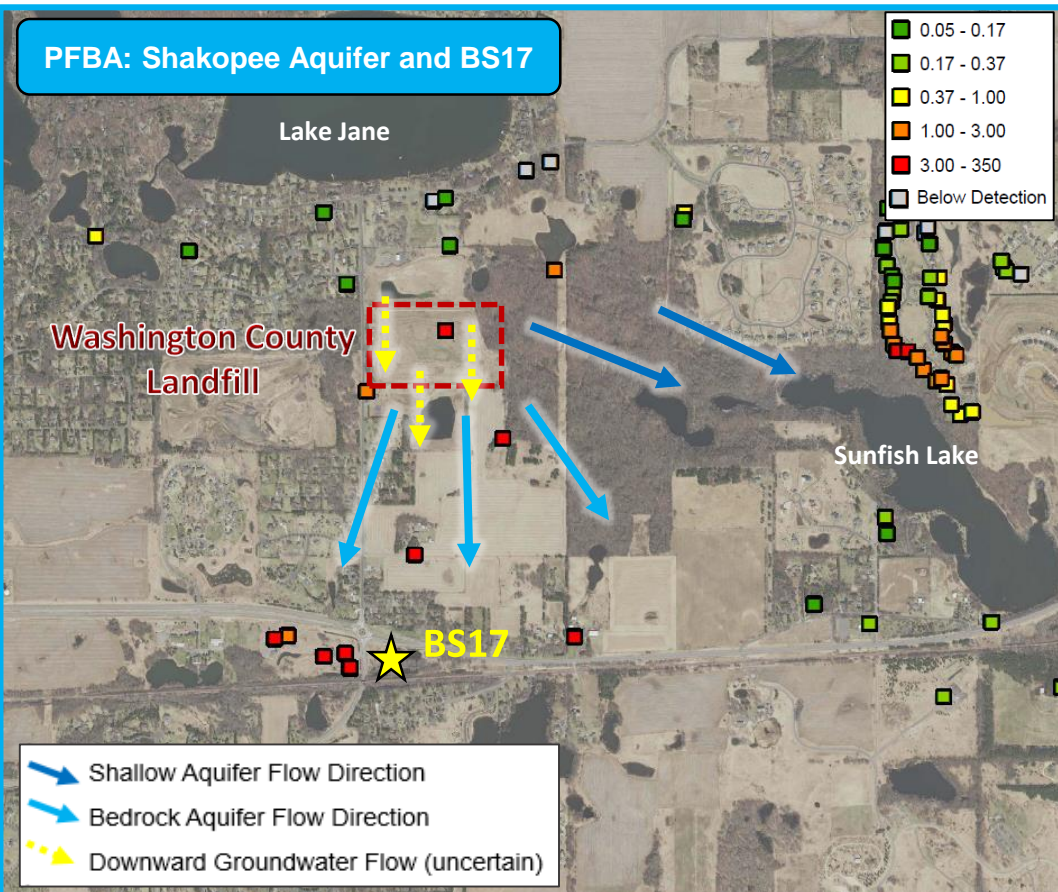 PFBA: Shakopee Aquifer and BS17
0.05 - 0.17
0.17 - 0.37
0.37 - 1.00
1.00 - 3.00
3.00 - 350
Below Detection
Lake Jane
Washington County
Landfill
Sunfish Lake
BS17
Shallow Aquifer Flow Direction
Bedrock Aquifer Flow Direction
Downward Groundwater Flow (uncertain)